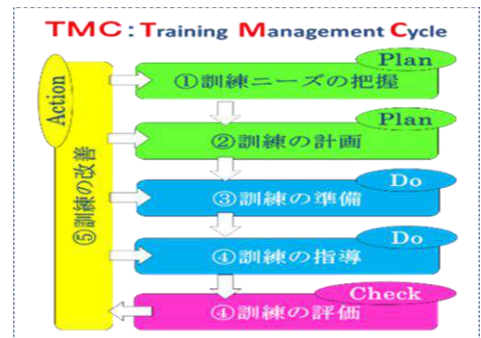 TMC：Training Management Cycle
Action
⑤訓練の改善
Plan
①訓練ニーズの把握
Plan
②訓練の計画
Do
③訓練の準備
Do
④訓練の指導
Check
④訓練の評価